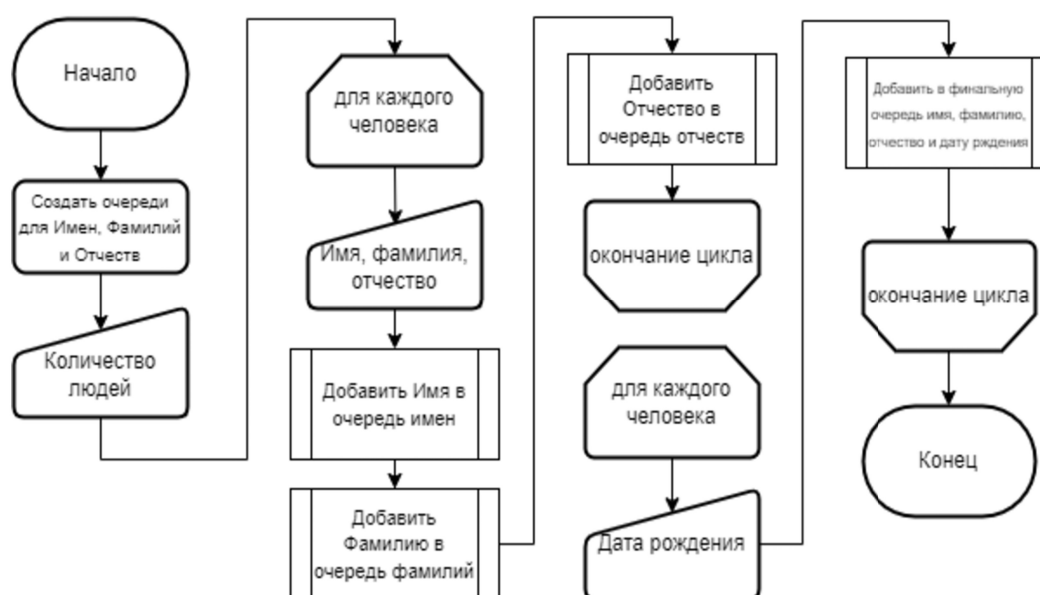 Начало
Создать очереди
для Имен, Фамилий
и Отчеств
Количество
людей
для каждого
человека
Имя, фамилия,
отчество
Добавить Имя в
очередь имен
Добавить
Фамилию в
очередь фамилий
Добавить
Отчество в
очередь отчеств
окончание цикла
для каждого
человека
Дата рождения
Добавить в финальную
очередь имя, фамилию,
отчество и дату рждения
окончание цикла
Конец